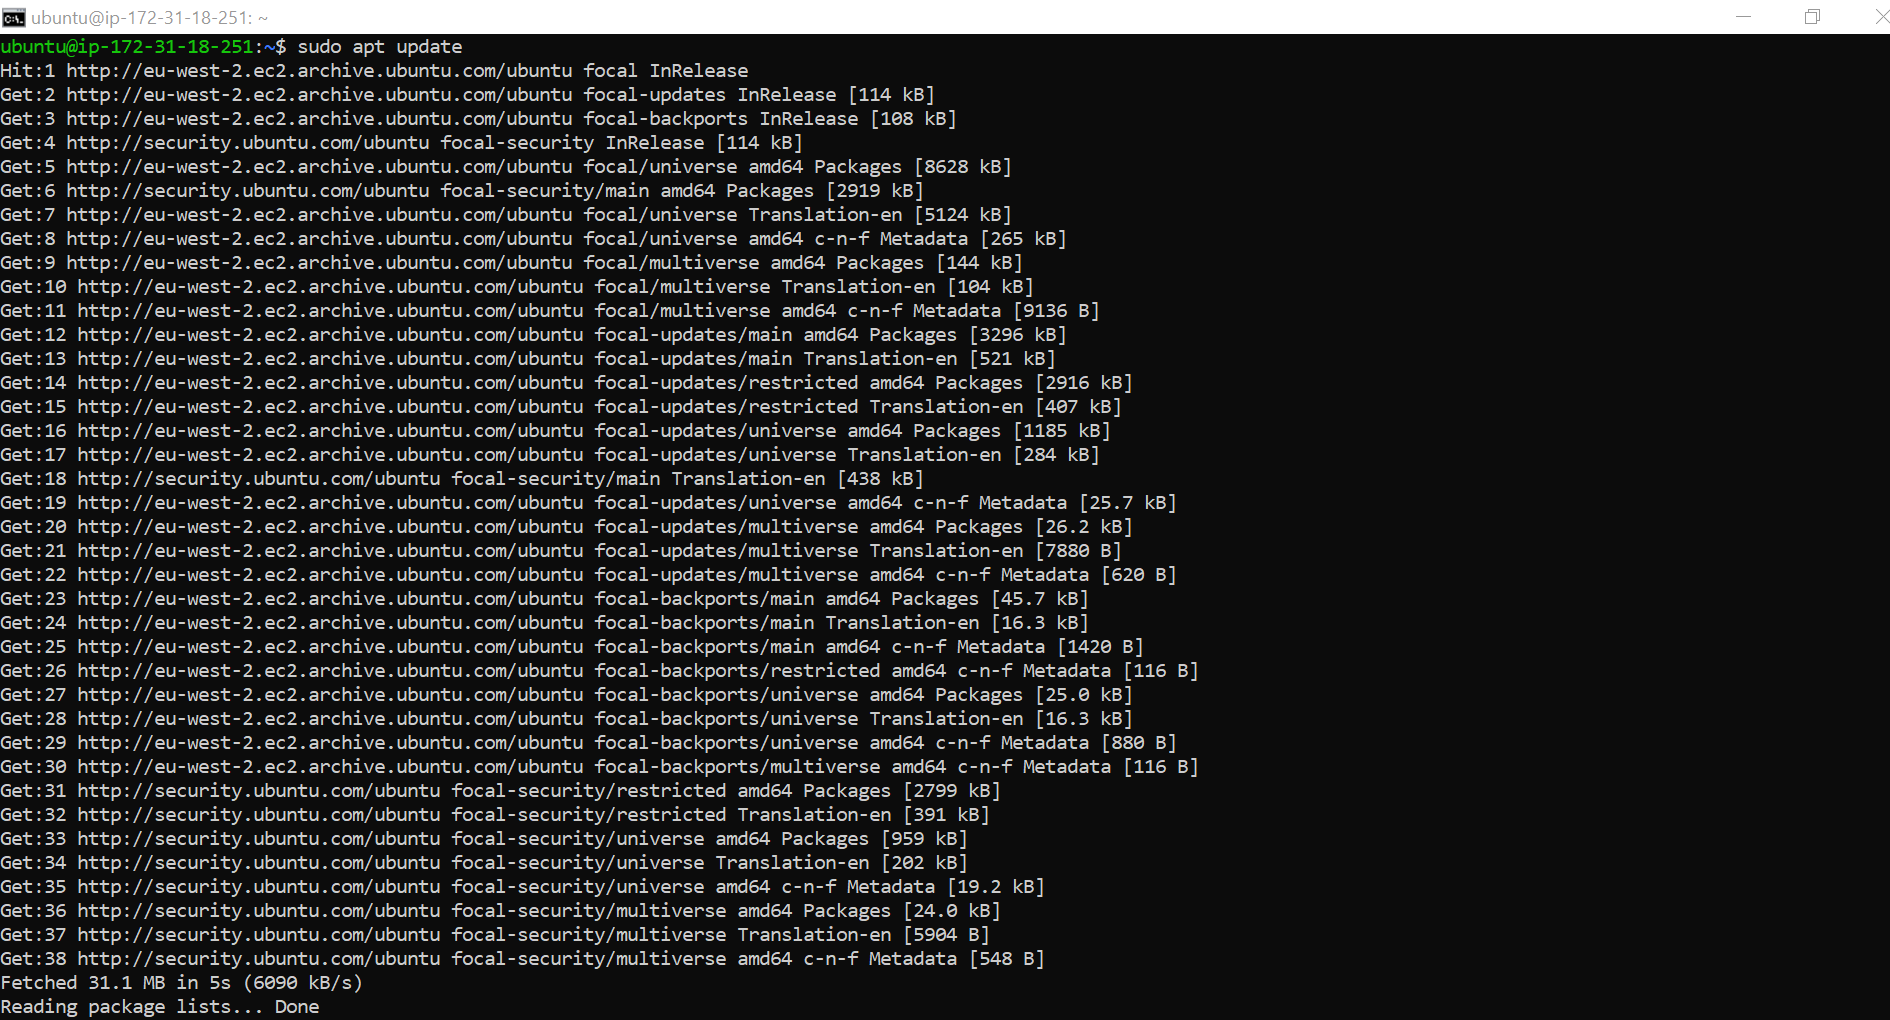 ubuntu@ip-172-31-18-251: ~
ubuntu@ip-172-31-18-251:~$ sudo apt update
Hit:1 http://eu-west-2.ec2.archive.ubuntu.com/ubuntu focal InRelease
Get:2 http://eu-west-2.ec2.archive.ubuntu.com/ubuntu focal-updates InRelease [114 kB]
Get:3 http://eu-west-2.ec2.archive.ubuntu.com/ubuntu focal-backports InRelease [108 kB]
Get:4 http://security.ubuntu.com/ubuntu focal-security InRelease [114 kB]
Get:5 http://eu-west-2.ec2.archive.ubuntu.com/ubuntu focal/universe amd64 Packages [8628 kB]
Get:6 http://security.ubuntu.com/ubuntu focal-security/main amd64 Packages [2919 kB]
Get:7 http://eu-west-2.ec2.archive.ubuntu.com/ubuntu focal/universe Translation-en [5124 kB]
Get:8 http://eu-west-2.ec2.archive.ubuntu.com/ubuntu focal/universe amd64 c-n-f Metadata [265 kB]
Get:9 http://eu-west-2.ec2.archive.ubuntu.com/ubuntu focal/multiverse amd64 Packages [144 kB]
Get:10 http://eu-west-2.ec2.archive.ubuntu.com/ubuntu focal/multiverse Translation-en [104 kB]
Get:11 http://eu-west-2.ec2.archive.ubuntu.com/ubuntu focal/multiverse amd64 c-n-f Metadata [9136 B]
Get:12 http://eu-west-2.ec2.archive.ubuntu.com/ubuntu focal-updates/main amd64 Packages [3296 kB]
Get:13 http://eu-west-2.ec2.archive.ubuntu.com/ubuntu focal-updates/main Translation-en [521 kB]
Get:14 http://eu-west-2.ec2.archive.ubuntu.com/ubuntu focal-updates/restricted amd64 Packages [2916 kB]
Get:15 http://eu-west-2.ec2.archive.ubuntu.com/ubuntu focal-updates/restricted Translation-en [407 kB]
Get:16 http://eu-west-2.ec2.archive.ubuntu.com/ubuntu focal-updates/universe amd64 Packages [1185 kB]
Get:17 http://eu-west-2.ec2.archive.ubuntu.com/ubuntu focal-updates/universe Translation-en [284 kB]
Get:18 http://security.ubuntu.com/ubuntu focal-security/main Translation-en [438 kB]
Get:19 http://eu-west-2.ec2.archive.ubuntu.com/ubuntu focal-updates/universe amd64 c-n-f Metadata [25.7 kB]
Get:20 http://eu-west-2.ec2.archive.ubuntu.com/ubuntu focal-updates/multiverse amd64 Packages [26.2 kB]
Get:21 http://eu-west-2.ec2.archive.ubuntu.com/ubuntu focal-updates/multiverse Translation-en [7880 B]
Get:22 http://eu-west-2.ec2.archive.ubuntu.com/ubuntu focal-updates/multiverse amd64 c-n-f Metadata [620 B]
Get:23 http://eu-west-2.ec2.archive.ubuntu.com/ubuntu focal-backports/main amd64 Packages [45.7 kB]
Get:24 http://eu-west-2.ec2.archive.ubuntu.com/ubuntu focal-backports/main Translation-en [16.3 kB]
Get:25 http://eu-west-2.ec2.archive.ubuntu.com/ubuntu focal-backports/main amd64 c-n-f Metadata [1420 B]
Get:26 http://eu-west-2.ec2.archive.ubuntu.com/ubuntu focal-backports/restricted amd64 c-n-f Metadata [116 B]
Get:27 http://eu-west-2.ec2.archive.ubuntu.com/ubuntu focal-backports/universe amd64 Packages [25.0 kB]
Get:28 http://eu-west-2.ec2.archive.ubuntu.com/ubuntu focal-backports/universe Translation-en [16.3 kB]
Get:29 http://eu-west-2.ec2.archive.ubuntu.com/ubuntu focal-backports/universe amd64 c-n-f Metadata [880 B]
Get:30 http://eu-west-2.ec2.archive.ubuntu.com/ubuntu focal-backports/multiverse amd64 c-n-f Metadata [116 B]
Get:31 http://security.ubuntu.com/ubuntu focal-security/restricted amd64 Packages [2799 kB]
Get:32 http://security.ubuntu.com/ubuntu focal-security/restricted Translation-en [391 kB]
Get:33 http://security.ubuntu.com/ubuntu focal-security/universe amd64 Packages [959 kB]
Get:34 http://security.ubuntu.com/ubuntu focal-security/universe Translation-en [202 kB]
Get:35 http://security.ubuntu.com/ubuntu focal-security/universe amd64 c-n-f Metadata [19.2 kB]
Get:36 http://security.ubuntu.com/ubuntu focal-security/multiverse amd64 Packages [24.0 kB]
Get:37 http://security.ubuntu.com/ubuntu focal-security/multiverse Translation-en [5904 B]
Get:38 http://security.ubuntu.com/ubuntu focal-security/multiverse amd64 c-n-f Metadata [548 B]
Fetched 31.1 MB in 5s (6090 kB/s)
Reading package lists... Done